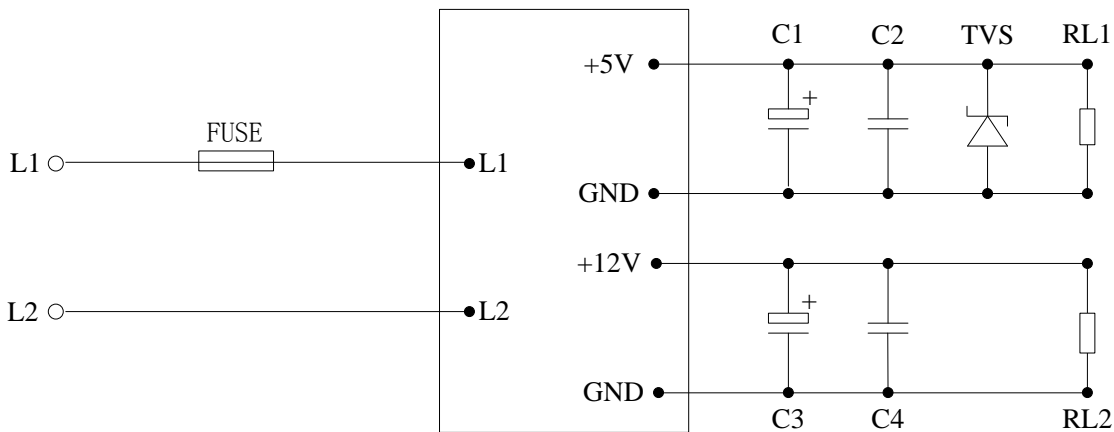 C1 C2 TVS RL1
+5V
+
FUSE
L1 L1
GND
+12V
+
L2 L2
GND
C3 C4 RL2